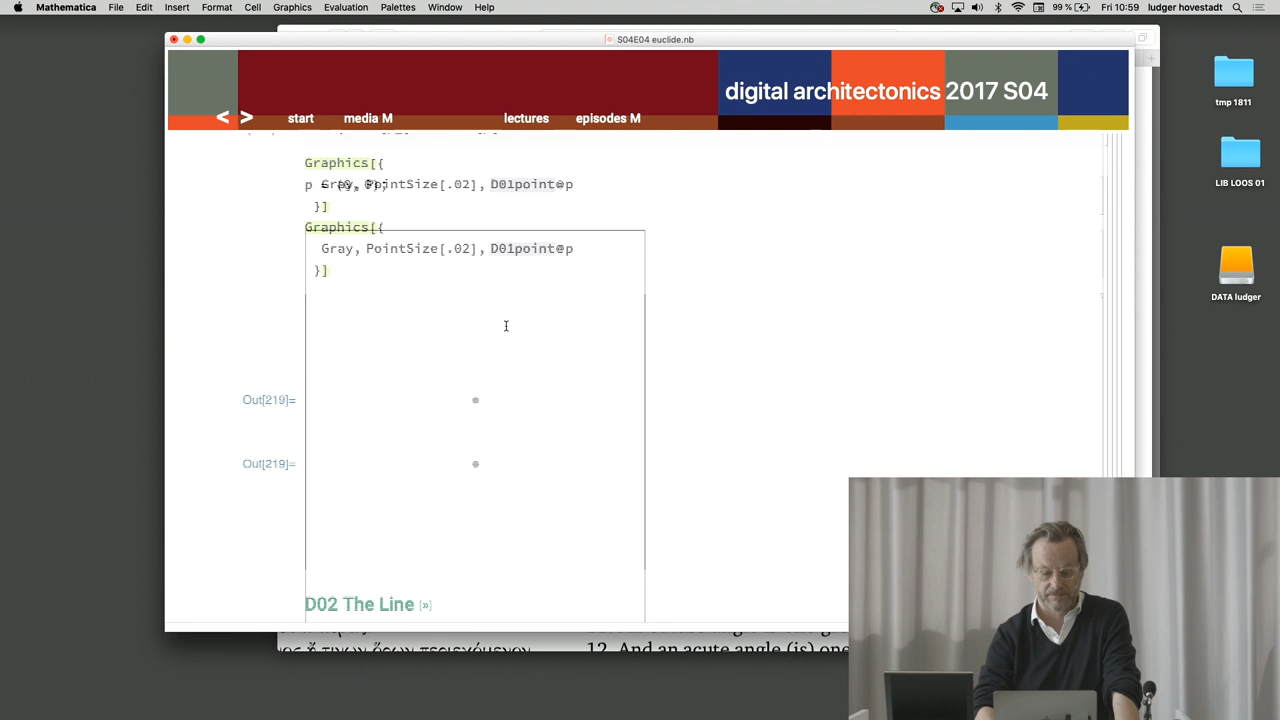 Mathematica File Edit Insert Format Cell Graphics Evaluation Palettes Window Help 99% Fri 10:59 ludger hovestadt
S04E04 euclide.nb
digital architectonics 2017 S04
< > start media M lectures episodes M
tmp 1811
LIB LOOS 01
DATA ludger
Graphics[{
Gray, PointSize[.02], D01point@p
}]
Graphics[{
Gray, PointSize[.02], D01point@p
}]
Out[219]=
Out[219]=
D02 The Line [»]
ἤ τινων ὅρων περιεχόμενον
12. And an acute angle (is) one